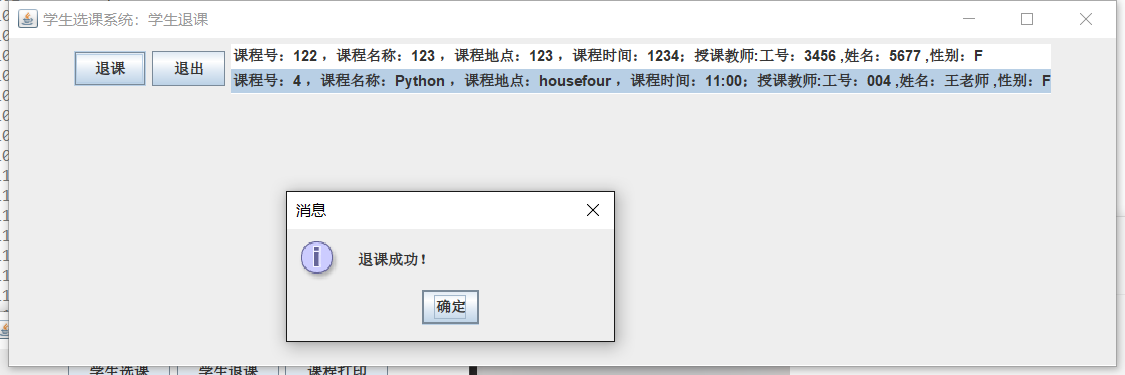 学生选课系统：学生退课
退课
退出
课程号：122 ，课程名称：123 ，课程地点：123 ，课程时间：1234；授课教师:工号：3456 ,姓名：5677 ,性别：F
课程号：4 ，课程名称：Python ，课程地点：housefour ，课程时间：11:00；授课教师:工号：004 ,姓名：王老师 ,性别：F
消息
退课成功！
确定
学生选课
学生退课
课程打印